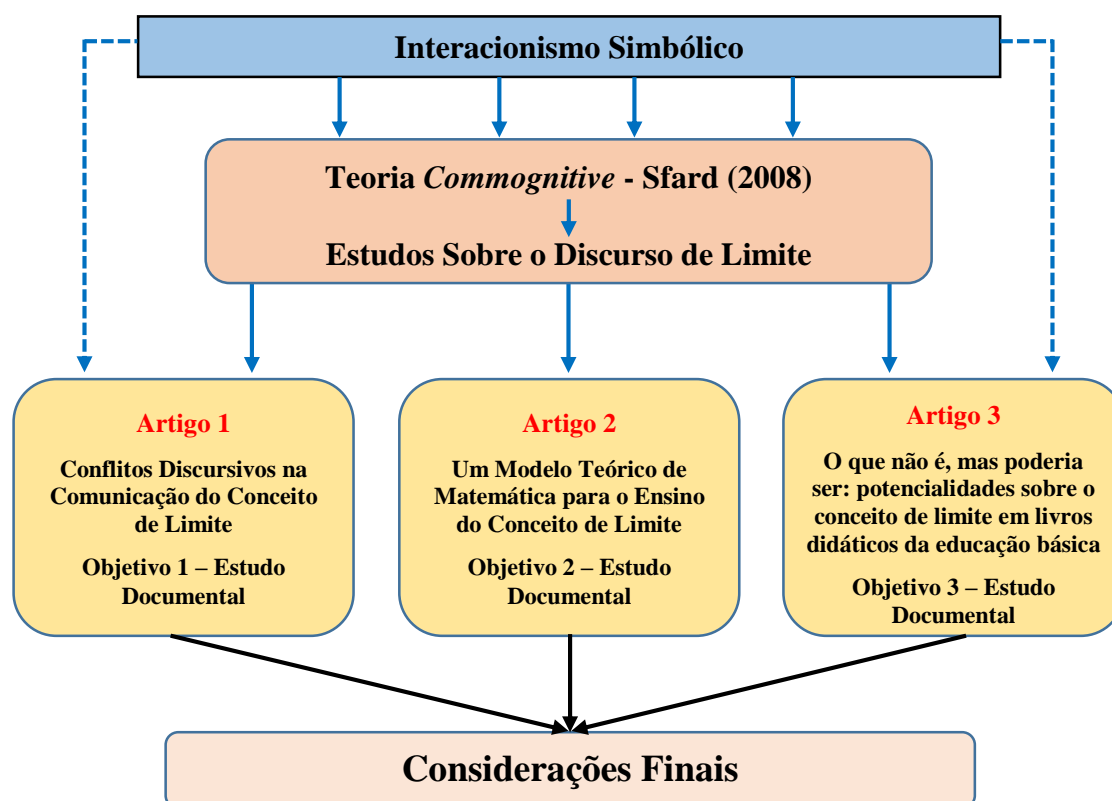 Interacionismo Simbólico
Teoria Commognitive - Sfard (2008)
Estudos Sobre o Discurso de Limite
Artigo 1
Conflitos Discursivos na
Comunicação do Conceito
de Limite
Objetivo 1 – Estudo
Documental
Artigo 2
Um Modelo Teórico de
Matemática para o Ensino
do Conceito de Limite
Objetivo 2 – Estudo
Documental
Artigo 3
O que não é, mas poderia
ser: potencialidades sobre o
conceito de limite em livros
didáticos da educação básica
Objetivo 3 – Estudo
Documental
Considerações Finais